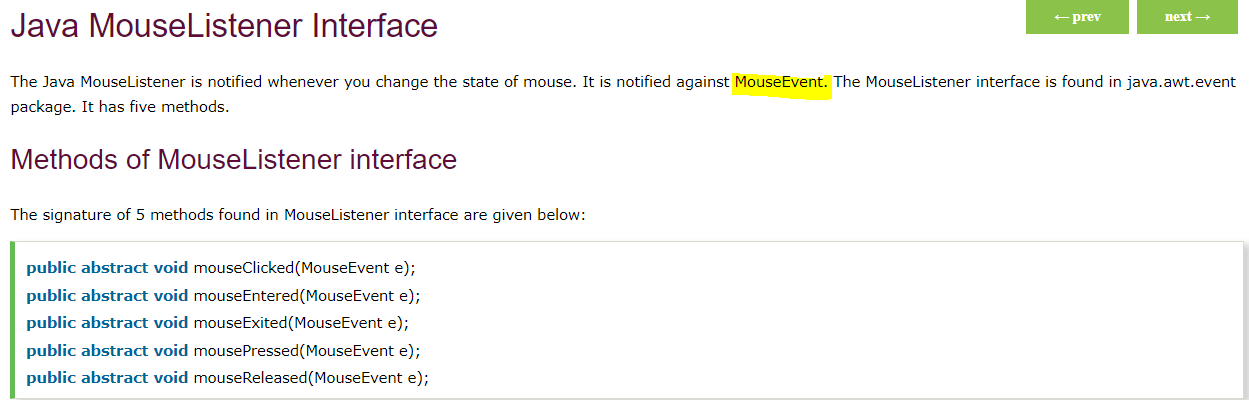 Java MouseListener Interface
← prev
next →
The Java MouseListener is notified whenever you change the state of mouse. It is notified against MouseEvent. The MouseListener interface is found in java.awt.event
package. It has five methods.
Methods of MouseListener interface
The signature of 5 methods found in MouseListener interface are given below:
public abstract void mouseClicked(MouseEvent e);
public abstract void mouseEntered(MouseEvent e);
public abstract void mouseExited(MouseEvent e);
public abstract void mousePressed(MouseEvent e);
public abstract void mouseReleased(MouseEvent e);